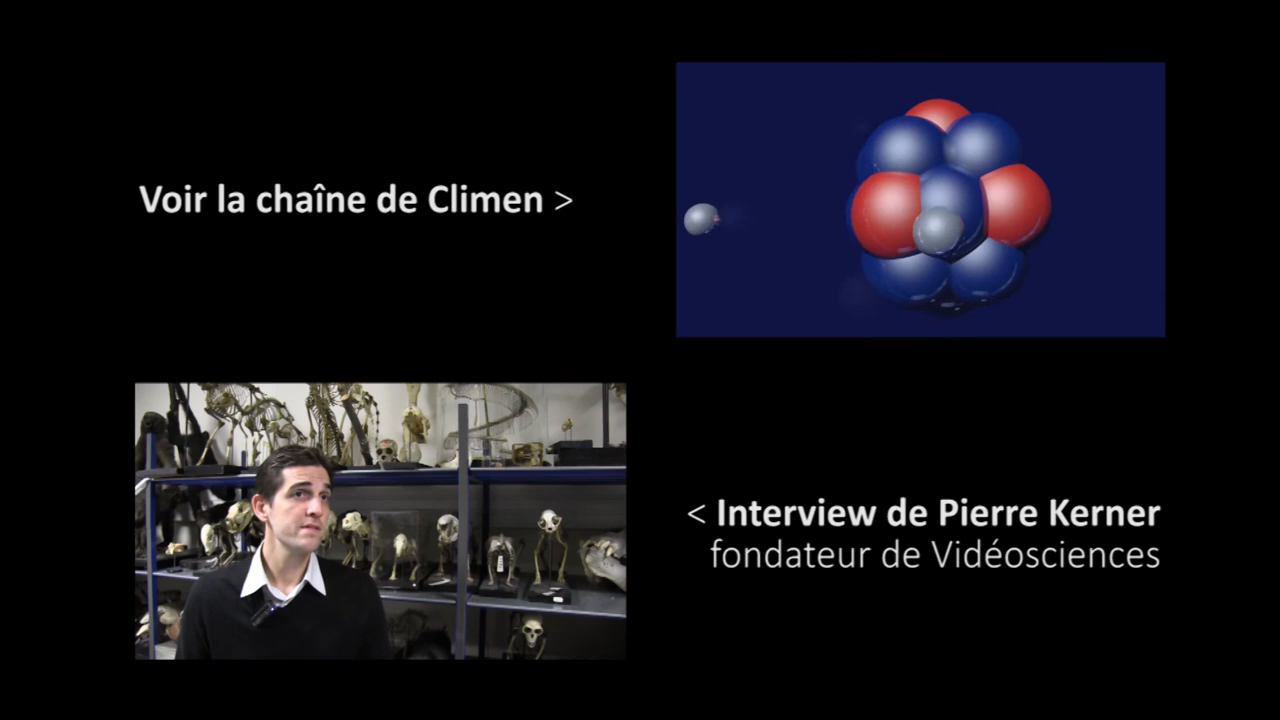 Voir la chaîne de Climen >
< Interview de Pierre Kerner
fondateur de Vidéosciences